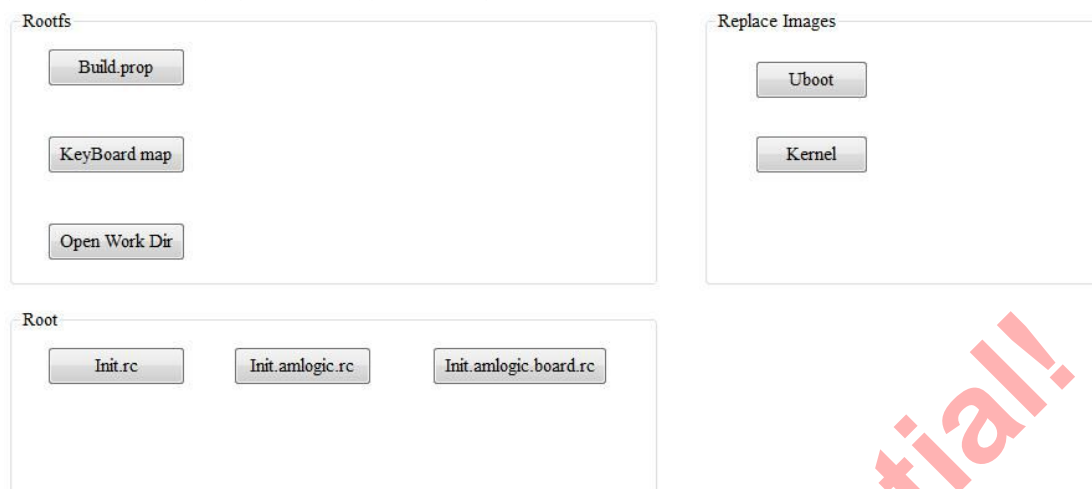 Rootfs
Build.prop
KeyBoard map
Open Work Dir
Replace Images
Uboot
Kernel
Root
Init.rc
Init.amlogic.rc
Init.amlogic.board.rc
tial!